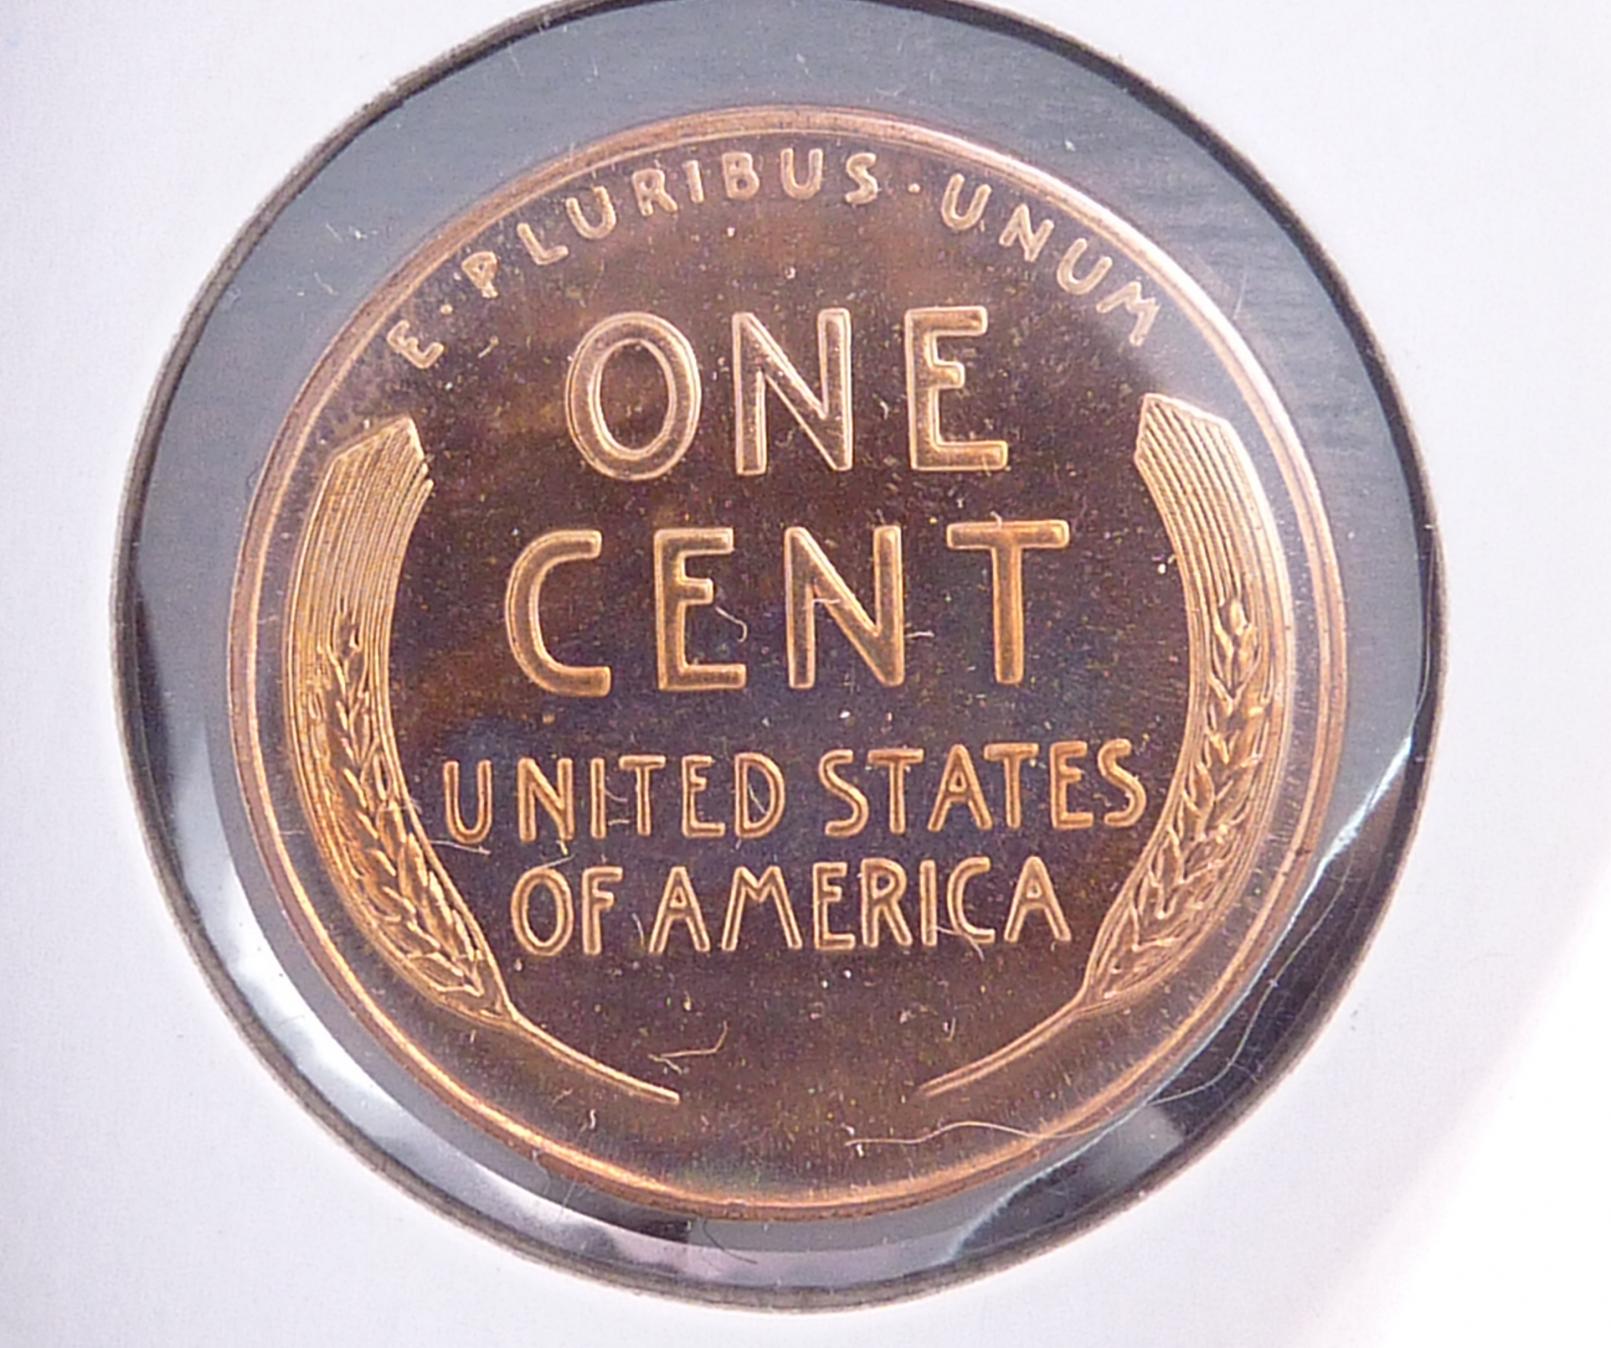 E·PLURIBUS·UNUM
ONE
CENT
UNITED STATES
OF AMERICA